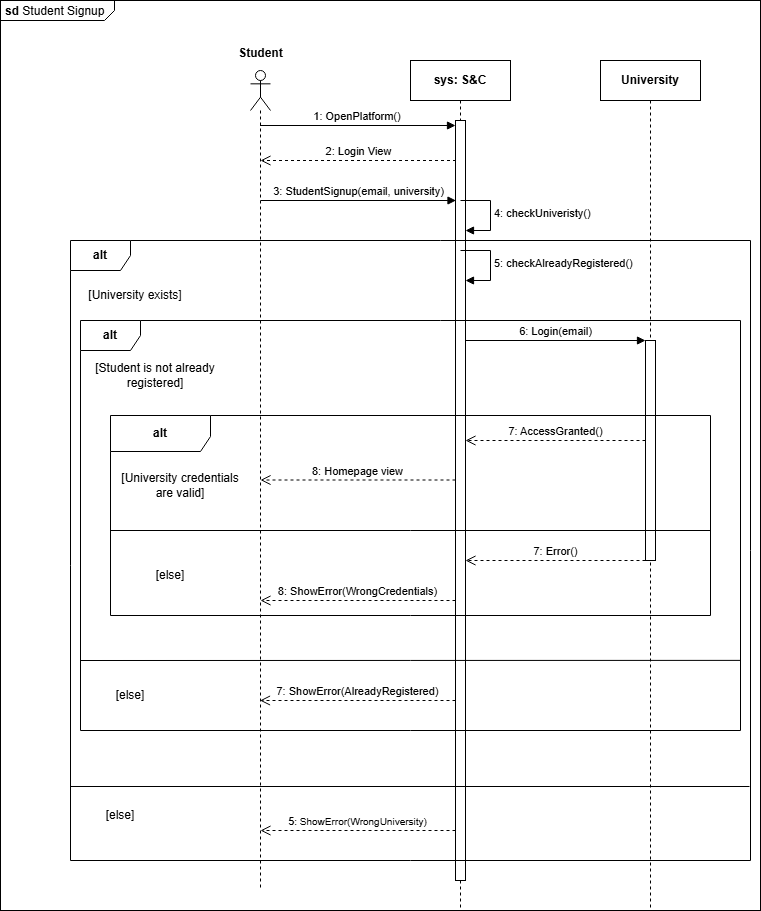 sd Student Signup
Student
sys: S&C
University
1: OpenPlatform()
2: Login View
3: StudentSignup(email, university)
4: checkUniveristy()
alt
5: checkAlreadyRegistered()
[University exists]
alt
6: Login(email)
[Student is not already
registered]
alt
7: AccessGranted()
8: Homepage view
[University credentials
are valid]
7: Error()
[else]
8: ShowError(WrongCredentials)
[else]
7: ShowError(AlreadyRegistered)
[else]
5: ShowError(WrongUniversity)